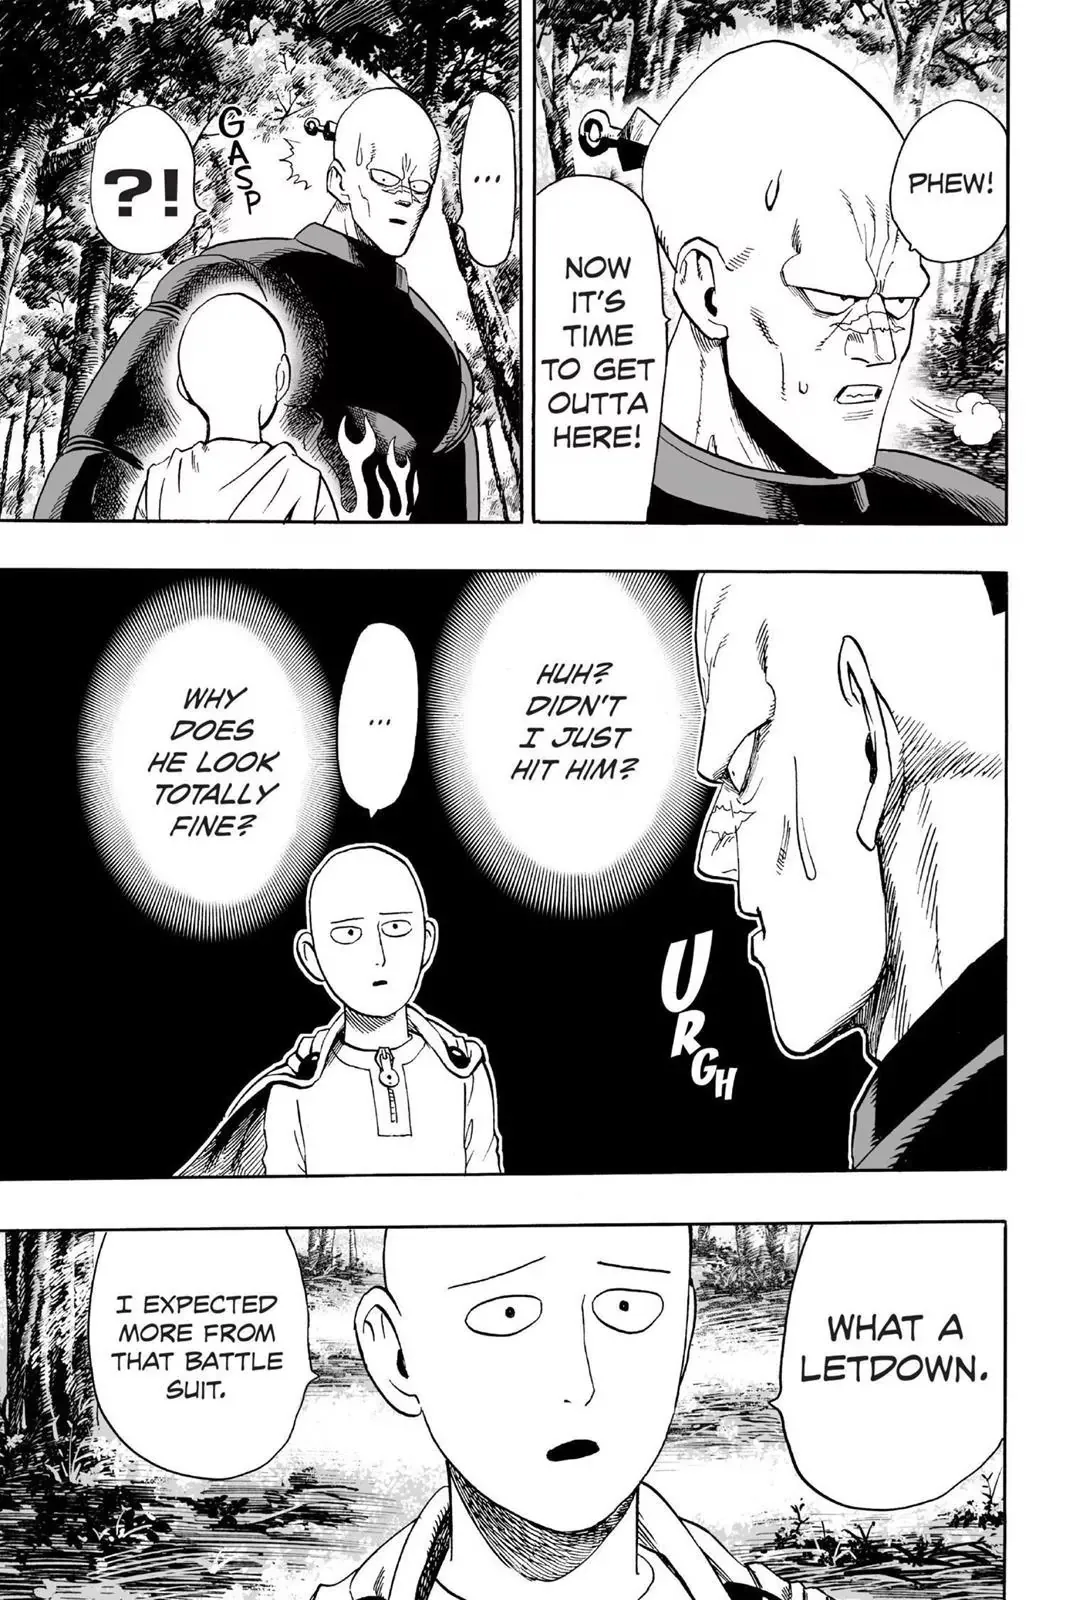 PHEW!
NOW
IT'S
TIME
TO GET
OUTTA
HERE!
...
GASP
?!
HUH?
DIDN'T
I JUST
HIT HIM?
...
WHY
DOES
HE LOOK
TOTALLY
FINE?
URGH
WHAT A
LETDOWN.
I EXPECTED
MORE FROM
THAT BATTLE
SUIT.